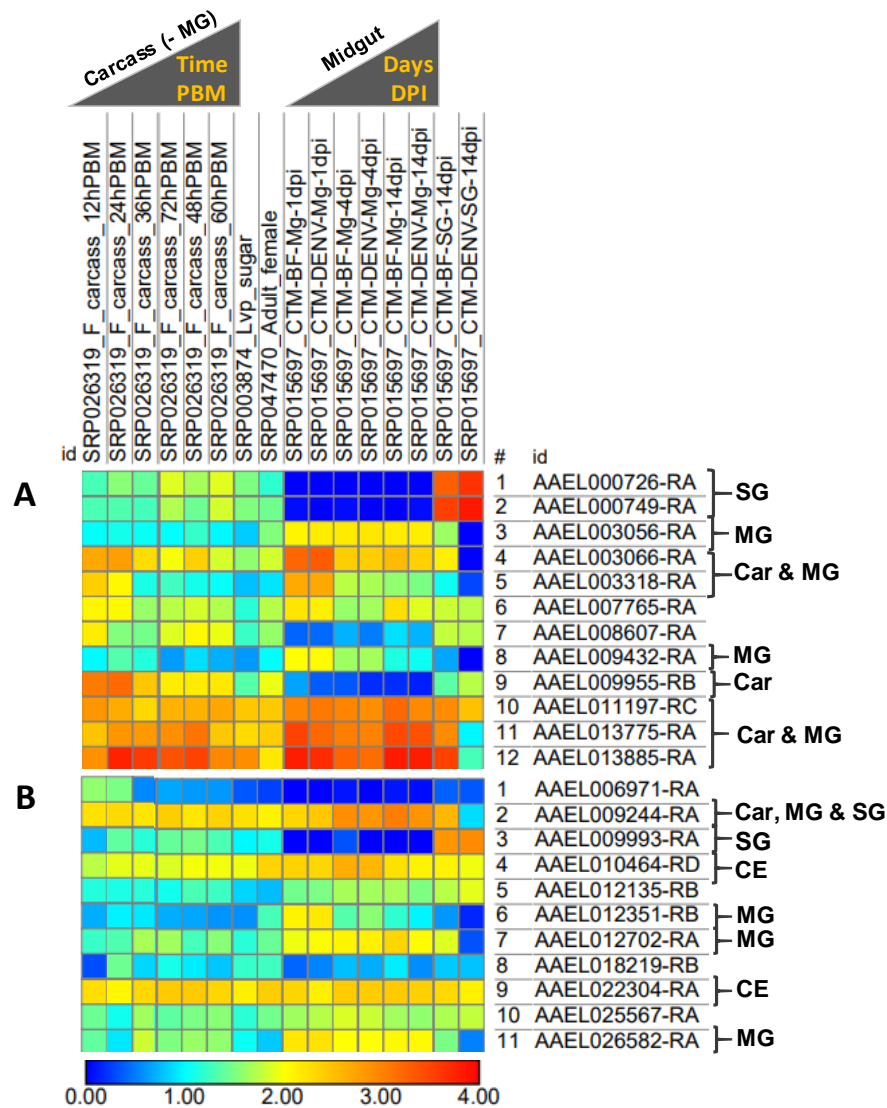 Carcass (- MG)
Time
PBM
Midgut
Days
DPI
id
SRP026319_F_carcass_12hPBM
SRP026319_F_carcass_24hPBM
SRP026319_F_carcass_36hPBM
SRP026319_F_carcass_72hPBM
SRP026319_F_carcass_48hPBM
SRP026319_F_carcass_60hPBM
SRP003874_Lvp_sugar
SRP047470_Adult_female
SRP015697_CTM-BF-Mg-1dpi
SRP015697_CTM-DENV-Mg-1dpi
SRP015697_CTM-BF-Mg-4dpi
SRP015697_CTM-DENV-Mg-4dpi
SRP015697_CTM-BF-Mg-14dpi
SRP015697_CTM-DENV-Mg-14dpi
SRP015697_CTM-BF-SG-14dpi
SRP015697_CTM-DENV-SG-14dpi
# id
A
1 AAEL000726-RA
SG
2 AAEL000749-RA
3 AAEL003056-RA
MG
4 AAEL003066-RA
Car & MG
5 AAEL003318-RA
6 AAEL007765-RA
7 AAEL008607-RA
8 AAEL009432-RA
MG
9 AAEL009955-RB
Car
10 AAEL011197-RC
11 AAEL013775-RA
Car & MG
12 AAEL013885-RA
B
1 AAEL006971-RA
2 AAEL009244-RA
Car, MG & SG
3 AAEL009993-RA
SG
4 AAEL010464-RD
CE
5 AAEL012135-RB
6 AAEL012351-RB
MG
7 AAEL012702-RA
MG
8 AAEL018219-RB
9 AAEL022304-RA
CE
10 AAEL025567-RA
11 AAEL026582-RA
MG
0.00 1.00 2.00 3.00 4.00